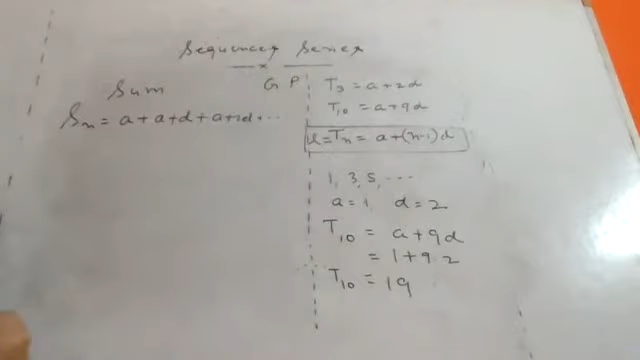 Sequences Series
Sum
Sn = a + a+d + a+2d + ...
G P
T3 = a+2d
T10 = a+9d
l = Tn = a+(n-1)d
1, 3, 5, ...
a = 1, d = 2
T10 = a+9d
= 1+9.2
T10 = 19